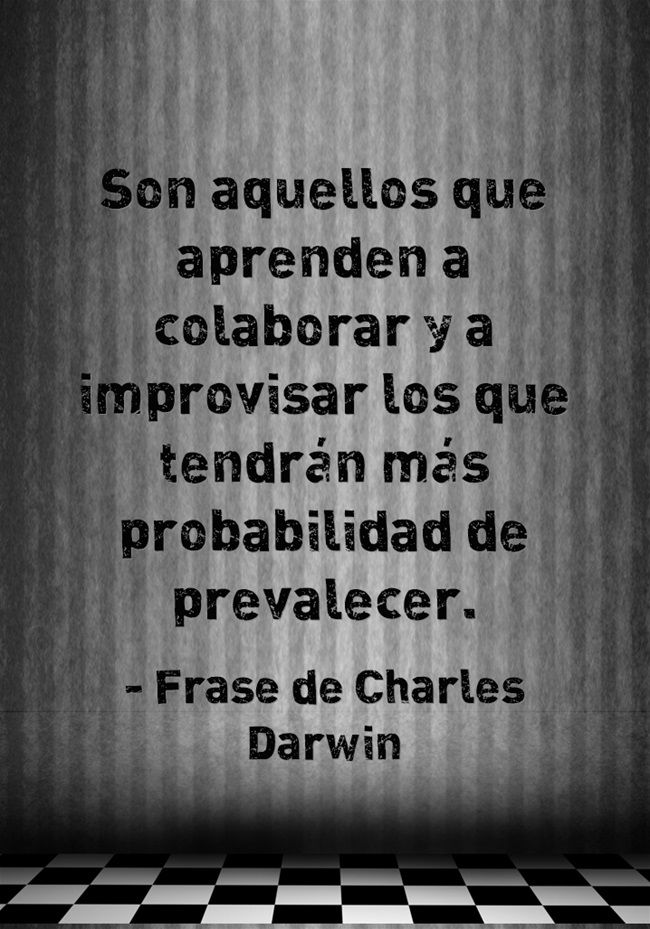 Son aquellos que
aprenden a
colaborar y a
improvisar los que
tendrán más
probabilidad de
prevalecer.
- Frase de Charles
Darwin